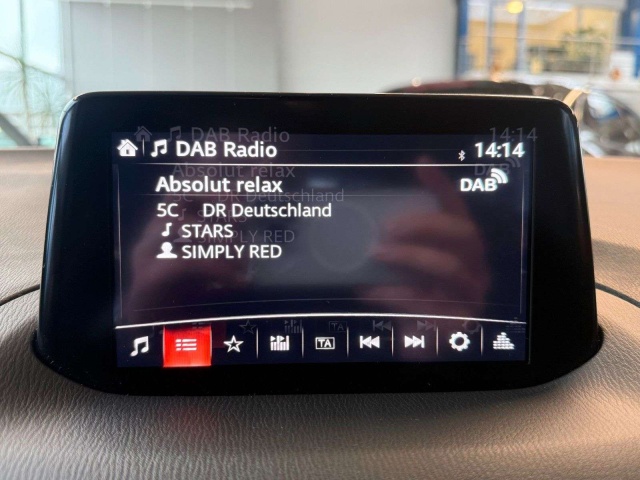 DAB Radio 14:14
Absolut relax DAB
5C DR Deutschland
STARS
SIMPLY RED
TA